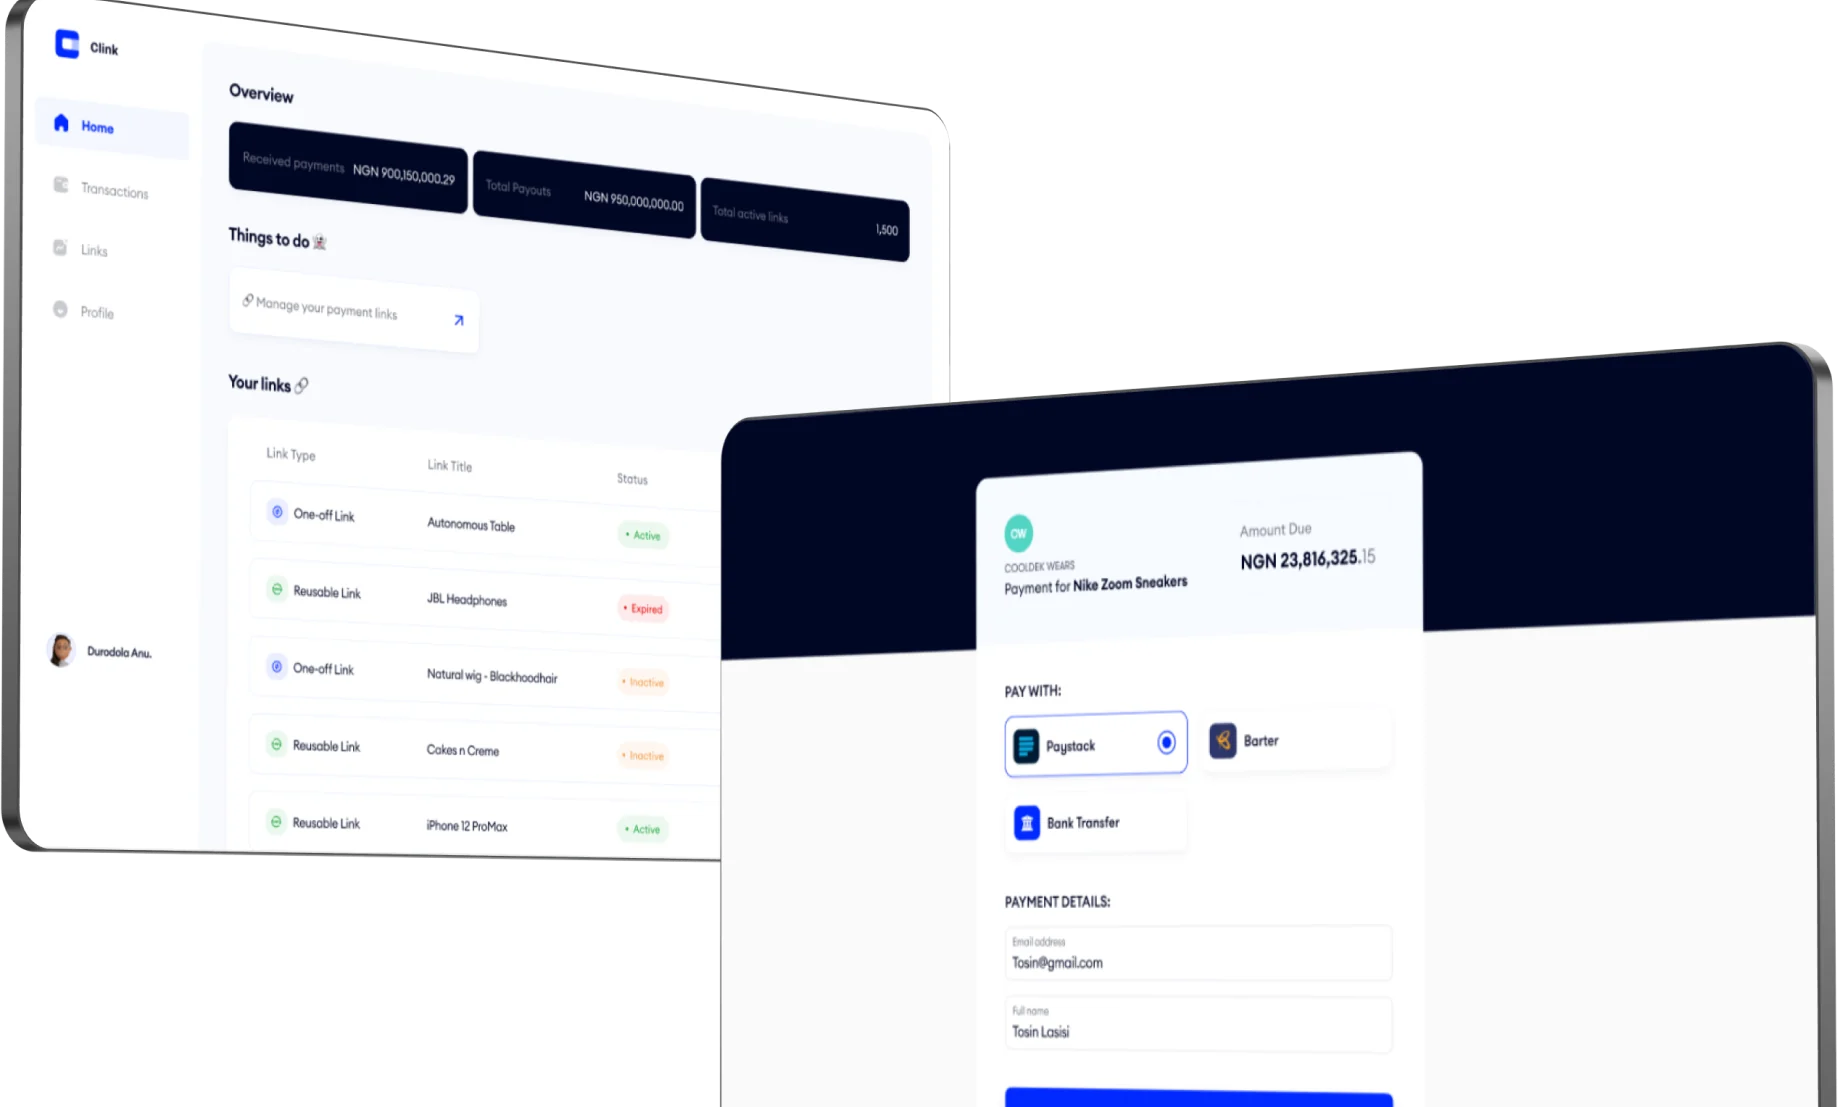 Clink
Home
Transactions
Links
Profile
Durodola Anu.
Overview
Received payments NGN 900,150,000.29
Total Payouts NGN 950,000,000.00
Total active links 1,500
Things to do
Manage your payment links
Your links
Link Type Link Title Status
One-off Link Autonomous Table Active
Reusable Link JBL Headphones Expired
One-off Link Natural wig - Blackhoodhair Inactive
Reusable Link Cakes n Creme Inactive
Reusable Link iPhone 12 ProMax Active
CW
COOLDEK WEARS
Payment for Nike Zoom Sneakers
Amount Due
NGN 23,816,325.15
PAY WITH:
Paystack
Barter
Bank Transfer
PAYMENT DETAILS:
Email address
Tosin@gmail.com
Full name
Tosin Lasisi